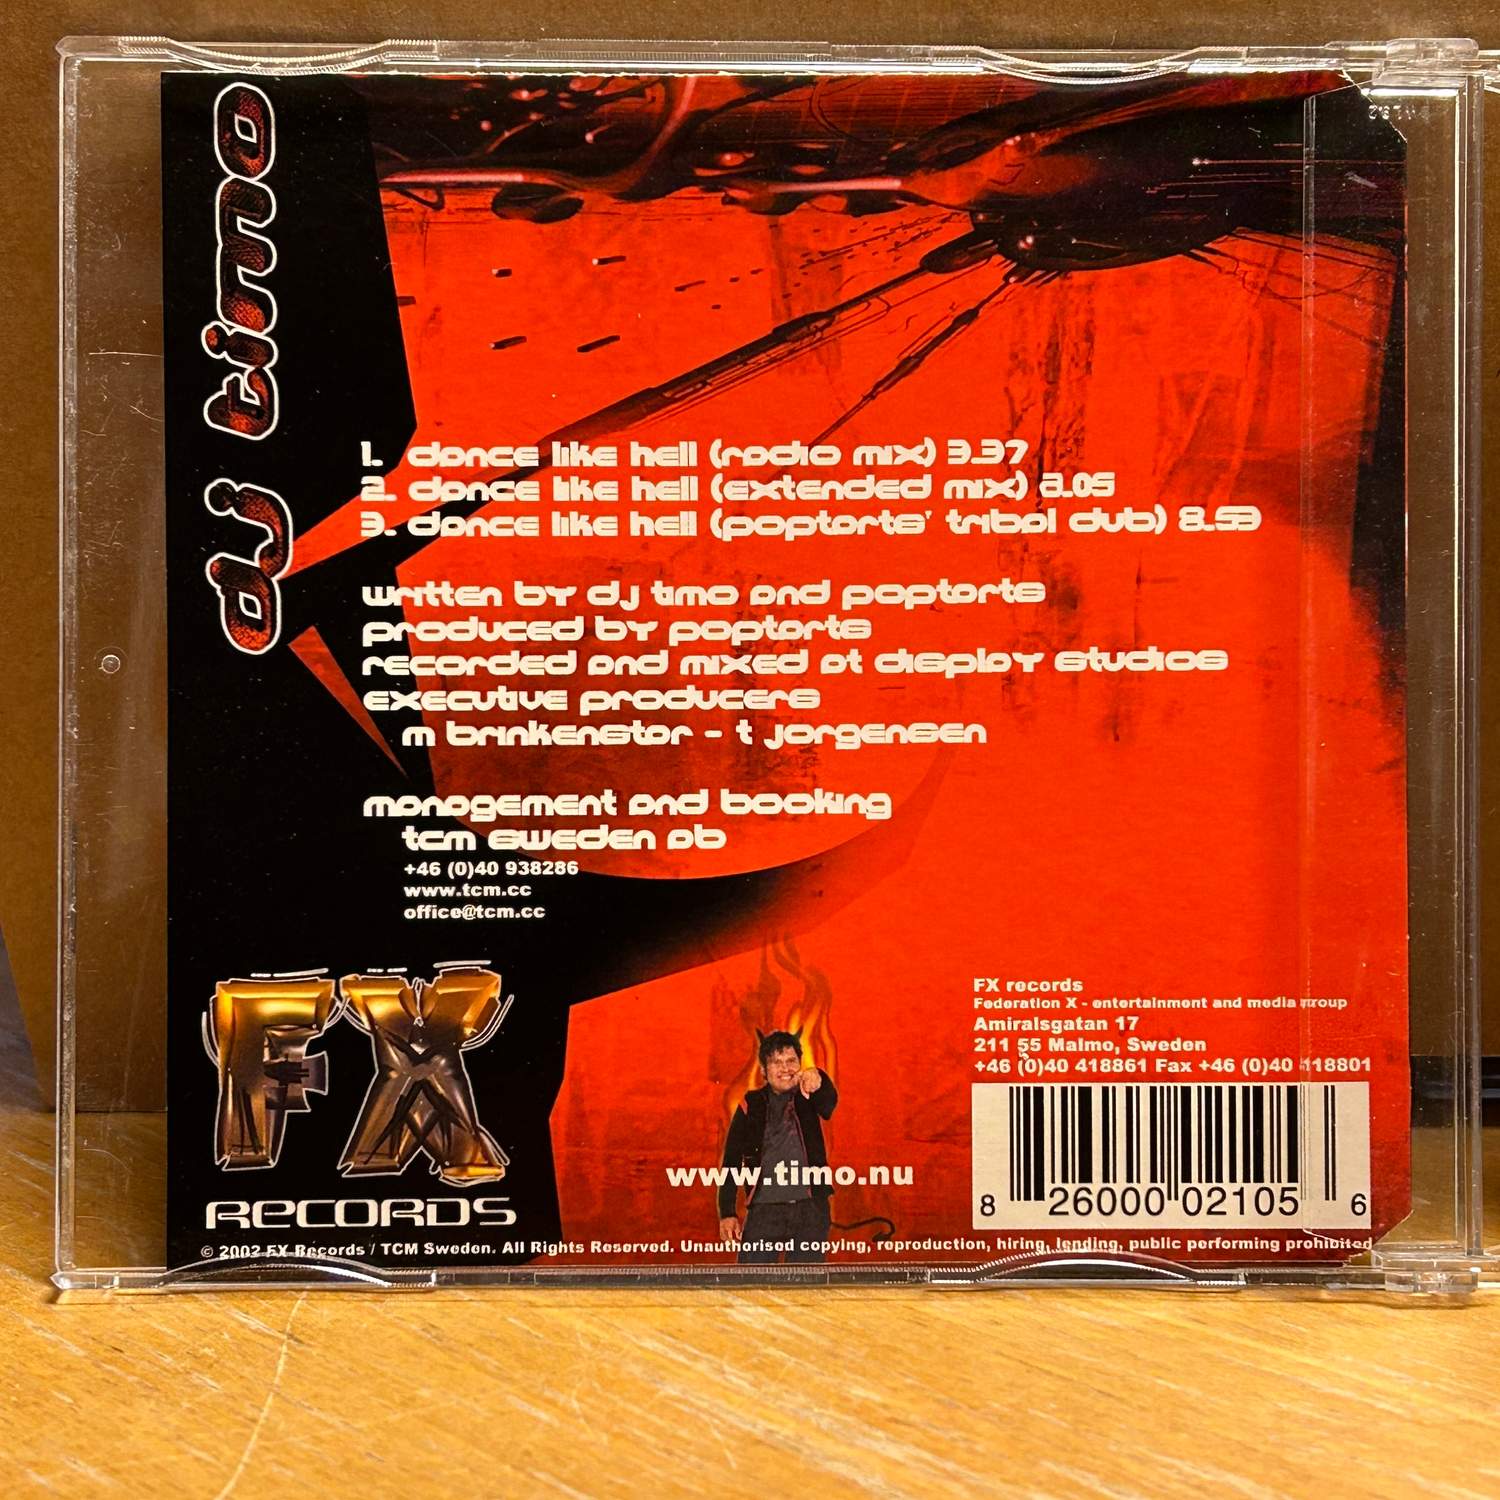 dj timo
1. dance like hell (radio mix) 3.37
2. dance like hell (extended mix)
3. dance like hell (poptarts' tribal dub) 8.53
written by dj timo and poptarts
produced by poptarts
recorded and mixed at display studios
executive producers
m brinkenstar - t jorgensen
management and booking
tcm sweden ab
+46 (0)40 938286
www.tcm.cc
office@tcm.cc
FX
RECORDS
www.timo.nu
FX records
Federation X - entertainment and media group
Amiralsgatan 17
211 55 Malmo, Sweden
+46 (0)40 418861 Fax +46 (0)40 418801
8 26000 02105 6
© 2002 FX Records / TCM Sweden. All Rights Reserved. Unauthorised copying, reproduction, hiring, lending, public performing prohibited